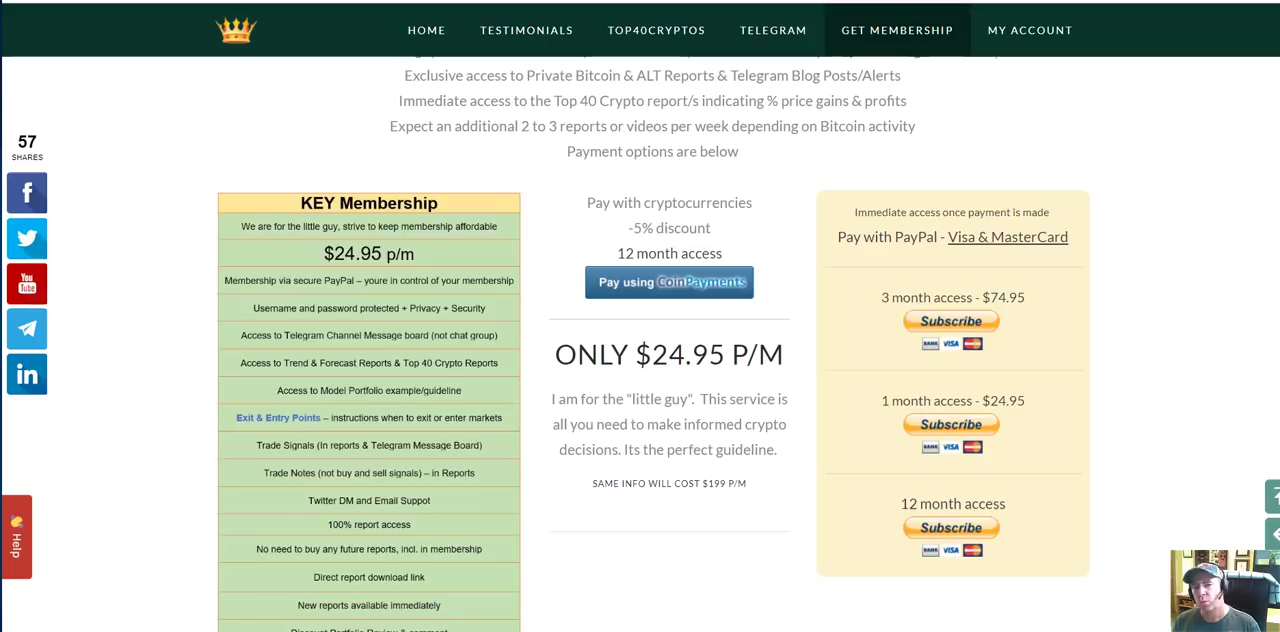 HOME TESTIMONIALS TOP40CRYPTOS TELEGRAM GET MEMBERSHIP MY ACCOUNT
Exclusive access to Private Bitcoin & ALT Reports & Telegram Blog Posts/Alerts
Immediate access to the Top 40 Crypto report/s indicating % price gains & profits
Expect an additional 2 to 3 reports or videos per week depending on Bitcoin activity
Payment options are below
57
SHARES
Help
KEY Membership
We are for the little guy, strive to keep membership affordable
$24.95 p/m
Membership via secure PayPal – youre in control of your membership
Username and password protected + Privacy + Security
Access to Telegram Channel Message board (not chat group)
Access to Trend & Forecast Reports & Top 40 Crypto Reports
Access to Model Portfolio example/guideline
Exit & Entry Points – instructions when to exit or enter markets
Trade Signals (In reports & Telegram Message Board)
Trade Notes (not buy and sell signals) – in Reports
Twitter DM and Email Suppot
100% report access
No need to buy any future reports, incl. in membership
Direct report download link
New reports available immediately
Discount Portfolio Review & comment
Pay with cryptocurrencies
-5% discount
12 month access
Pay using CoinPayments
ONLY $24.95 P/M
I am for the "little guy". This service is
all you need to make informed crypto
decisions. Its the perfect guideline.
SAME INFO WILL COST $199 P/M
Immediate access once payment is made
Pay with PayPal - Visa & MasterCard
3 month access - $74.95
Subscribe
BANK VISA
1 month access - $24.95
Subscribe
BANK VISA
12 month access
Subscribe
BANK VISA